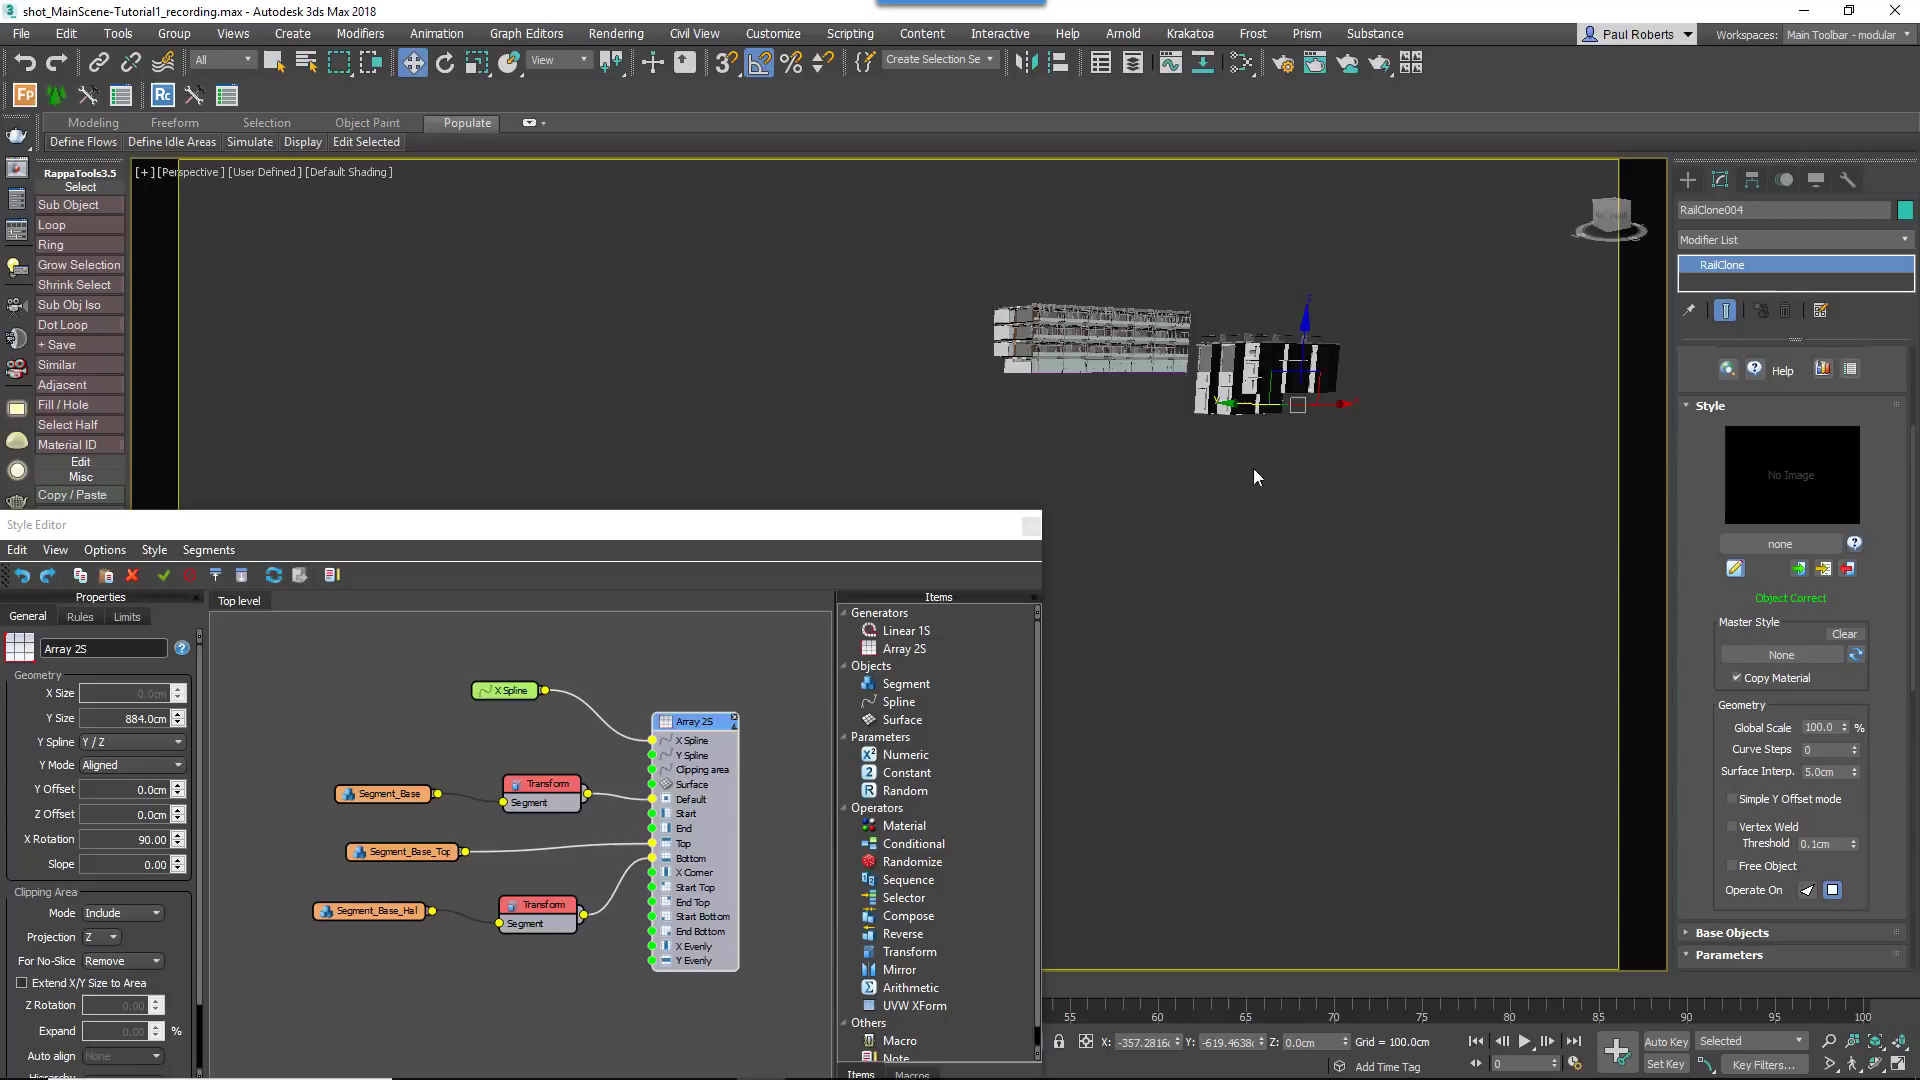 shot_MainScene-Tutorial1_recording.max - Autodesk 3ds Max 2018
File Edit Tools Group Views Create Modifiers Animation Graph Editors Rendering Civil View Customize Scripting Content Interactive Help Arnold Krakatoa Frost Prism Substance
Paul Roberts
Workspaces: Main Toolbar - modular
All
View
Create Selection Se
Fp
Rc
Modeling Freeform Selection Object Paint Populate
Define Flows Define Idle Areas Simulate Display Edit Selected
[+] [Perspective ] [User Defined ] [Default Shading ]
RappaTools3.5
Select
Sub Object
Loop
Ring
Grow Selection
Shrink Select
Sub Obj Iso
Dot Loop
+ Save
Similar
Adjacent
Fill / Hole
Select Half
Material ID
Edit
Misc
Copy / Paste
RailClone004
Modifier List
RailClone
Help
Style
No Image
none
Object Correct
Master Style
Clear
None
Copy Material
Geometry
Global Scale 100.0 %
Curve Steps 0
Surface Interp. 5.0cm
Simple Y Offset mode
Vertex Weld
Threshold 0.1cm
Free Object
Operate On
Base Objects
Parameters
Style Editor
Edit View Options Style Segments
Properties
General Rules Limits
Array 2S
Geometry
X Size 0.0cm
Y Size 884.0cm
Y Spline Y / Z
Y Mode Aligned
Y Offset 0.0cm
Z Offset 0.0cm
X Rotation 90.00
Slope 0.00
Clipping Area
Mode Include
Projection Z
For No-Slice Remove
Extend X/Y Size to Area
Z Rotation 0.00
Expand 0.00 %
Auto align None
Top level
X Spline
Segment_Base
Transform
Segment
Segment_Base_Top
Segment_Base_Hal
Transform
Segment
Array 2S
X Spline
Y Spline
Clipping area
Surface
Default
Start
End
Top
Bottom
X Corner
Start Top
End Top
Start Bottom
End Bottom
X Evenly
Y Evenly
Items
Generators
Linear 1S
Array 2S
Objects
Segment
Spline
Surface
Parameters
Numeric
Constant
Random
Operators
Material
Conditional
Randomize
Sequence
Selector
Compose
Reverse
Transform
Mirror
Arithmetic
UVW XForm
Others
Macro
Note
Items Macros
55 60 65 70 75 80 85 90 95 100
X: -357.2816 Y: -619.4638 Z: 0.0cm Grid = 100.0cm
Add Time Tag
0
Auto Key Selected
Set Key Key Filters...